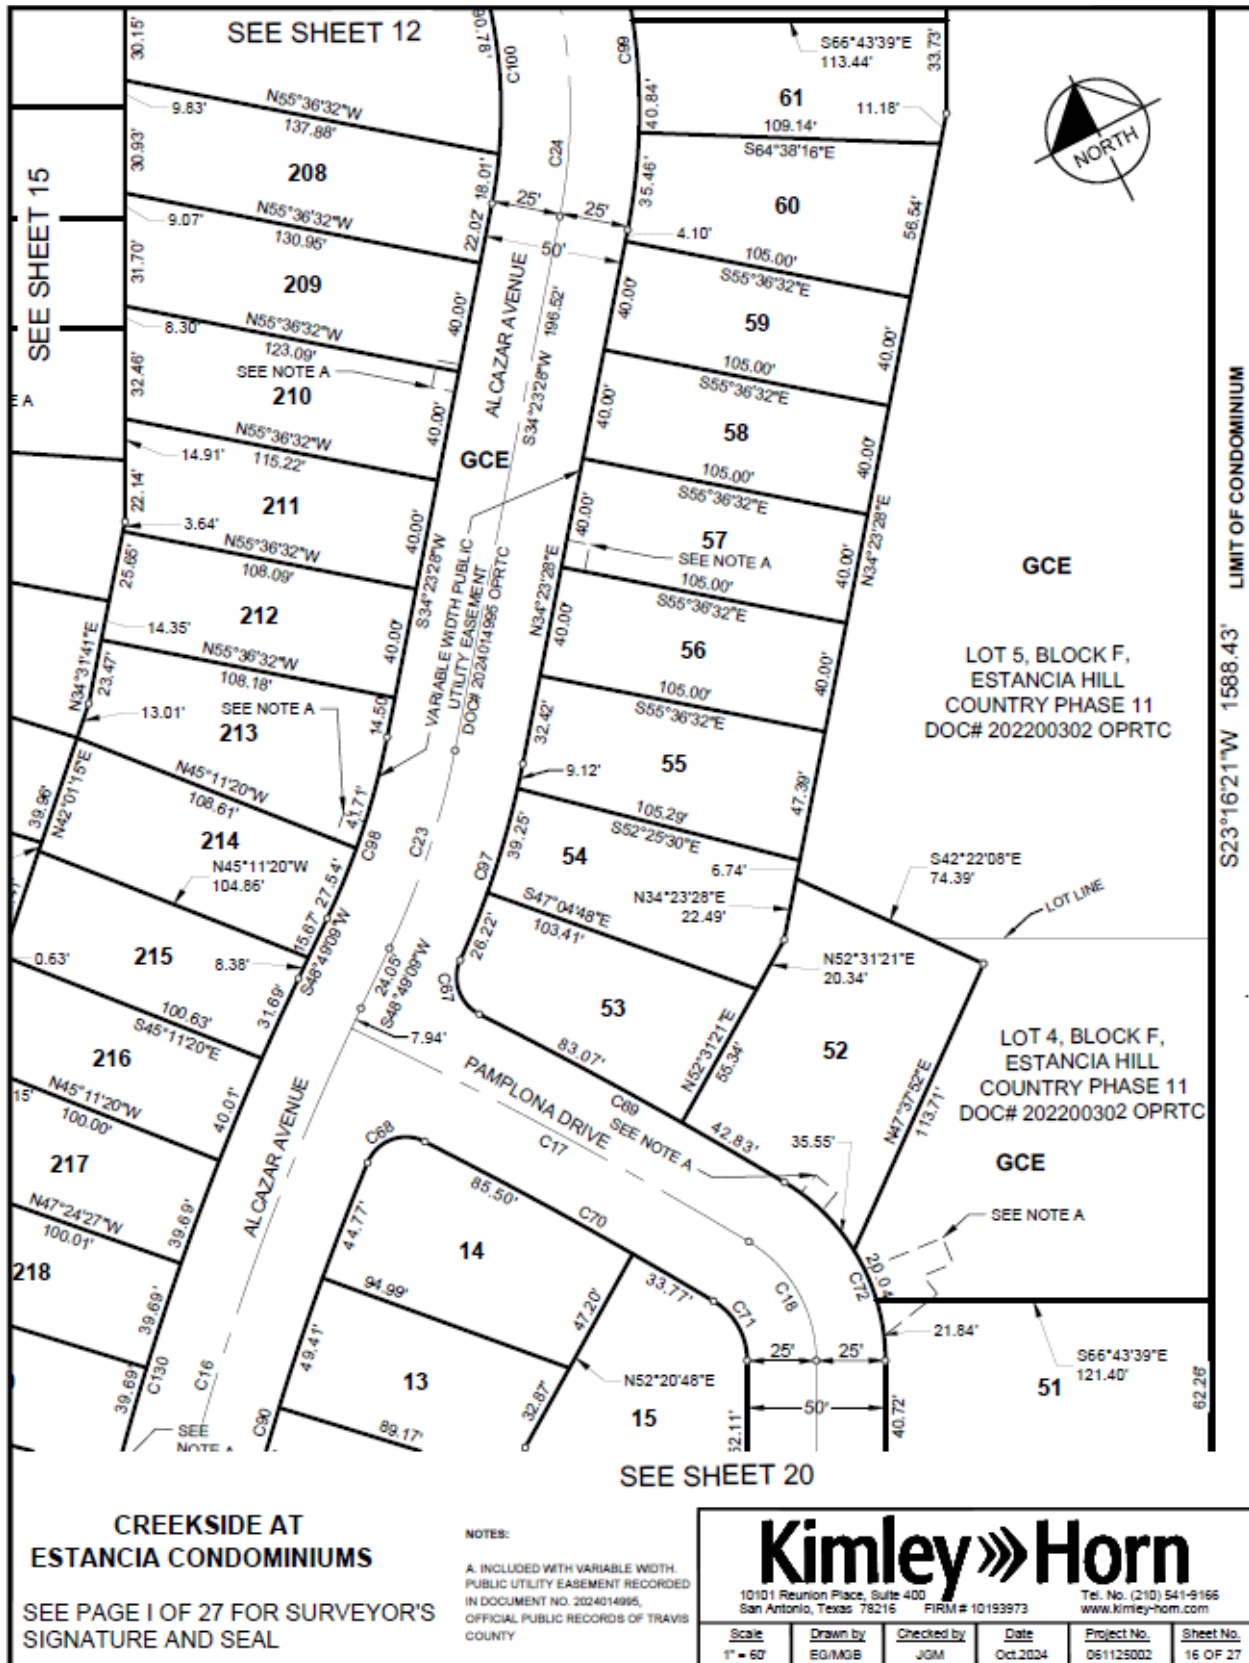 SEE SHEET 12
SEE SHEET 15
30.15'
9.83'
N55°36'32"W
137.88'
30.93'
208
18.01'
9.07'
N55°36'32"W
130.95'
22.02'
31.70'
209
8.30'
N55°36'32"W
123.09'
40.00'
SEE NOTE A
32.46'
210
N55°36'32"W
115.22'
40.00'
14.91'
22.14'
211
3.64'
N55°36'32"W
108.09'
40.00'
25.65'
212
14.35'
N55°36'32"W
108.18'
40.00'
N34°31'41"E
23.47'
SEE NOTE A
13.01'
213
14.50'
41.71'
N45°11'20"W
108.61'
39.96'
N42°01'15"E
214
N45°11'20"W
104.86'
C98
27.54'
15.67'
S48°49'09"W
0.63'
215
8.38'
31.69'
100.63'
S45°11'20"E
216
N45°11'20"W
100.00'
15'
40.01'
217
N47°24'27"W
100.01'
39.69'
218
39.69'
39.69'
C130
C16
C90
SEE
NOTE A
E A
90.78'
C100
C24
C99
25'
25'
50'
ALCAZAR AVENUE
196.52'
S34°23'28"W
GCE
S34°23'28"W
VARIABLE WIDTH PUBLIC
UTILITY EASEMENT
DOC# 2024014995 OPRTC
C23
24.05'
S48°49'09"W
7.94'
ALCAZAR AVENUE
S66°43'39"E
113.44'
33.73'
61
11.18'
40.84'
109.14'
S64°38'16"E
35.46'
60
56.54'
4.10'
105.00'
S55°36'32"E
40.00'
59
40.00'
105.00'
S55°36'32"E
40.00'
58
40.00'
105.00'
S55°36'32"E
40.00'
57
SEE NOTE A
40.00'
N34°23'28"E
105.00'
S55°36'32"E
N34°23'28"E
40.00'
56
40.00'
105.00'
S55°36'32"E
32.42'
55
47.39'
9.12'
105.29'
S52°25'30"E
39.25'
54
6.74'
C97
N34°23'28"E
22.49'
S47°04'48"E
103.41'
26.22'
C67
53
83.07'
C69
N52°31'21"E
55.34'
N52°31'21"E
20.34'
52
S42°22'08"E
74.39'
LOT LINE
N47°37'52"E
113.71'
42.83'
35.55'
SEE NOTE A
PAMPLONA DRIVE
C17
C68
85.50'
C70
44.77'
14
94.99'
47.20'
33.77'
C71
C18
20.04
C72
49.41'
13
89.17'
32.87'
N52°20'48"E
15
52.11'
25'
25'
50'
40.72'
21.84'
S66°43'39"E
121.40'
51
62.26'
SEE NOTE A
GCE
LOT 5, BLOCK F,
ESTANCIA HILL
COUNTRY PHASE 11
DOC# 202200302 OPRTC
LOT 4, BLOCK F,
ESTANCIA HILL
COUNTRY PHASE 11
DOC# 202200302 OPRTC
GCE
NORTH
LIMIT OF CONDOMINIUM
S23°16'21"W 1588.43'
SEE SHEET 20
CREEKSIDE AT
ESTANCIA CONDOMINIUMS
SEE PAGE I OF 27 FOR SURVEYOR'S
SIGNATURE AND SEAL
NOTES:
A. INCLUDED WITH VARIABLE WIDTH
PUBLIC UTILITY EASEMENT RECORDED
IN DOCUMENT NO. 2024014995,
OFFICIAL PUBLIC RECORDS OF TRAVIS
COUNTY
Kimley»Horn
10101 Reunion Place, Suite 400
San Antonio, Texas 78216 FIRM # 10193973
Tel. No. (210) 541-9166
www.kimley-horn.com
Scale Drawn by Checked by Date Project No. Sheet No.
1" = 60' EG/MGB JGM Oct.2024 061125002 16 OF 27